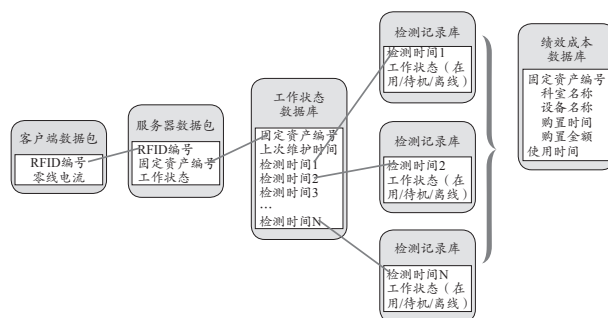 客户端数据包
RFID编号
零线电流
服务器数据包
RFID编号
固定资产编号
工作状态
工作状态
数据库
固定资产编号
上次维护时间
检测时间1
检测时间2
检测时间3
…
检测时间N
检测记录库
检测时间1
工作状态（在
用/待机/离线）
检测记录库
检测时间2
工作状态（在
用/待机/离线）
检测记录库
检测时间N
工作状态（在
用/待机/离线）
绩效成本
数据库
固定资产编号
科室名称
设备名称
购置时间
购置金额
使用时间